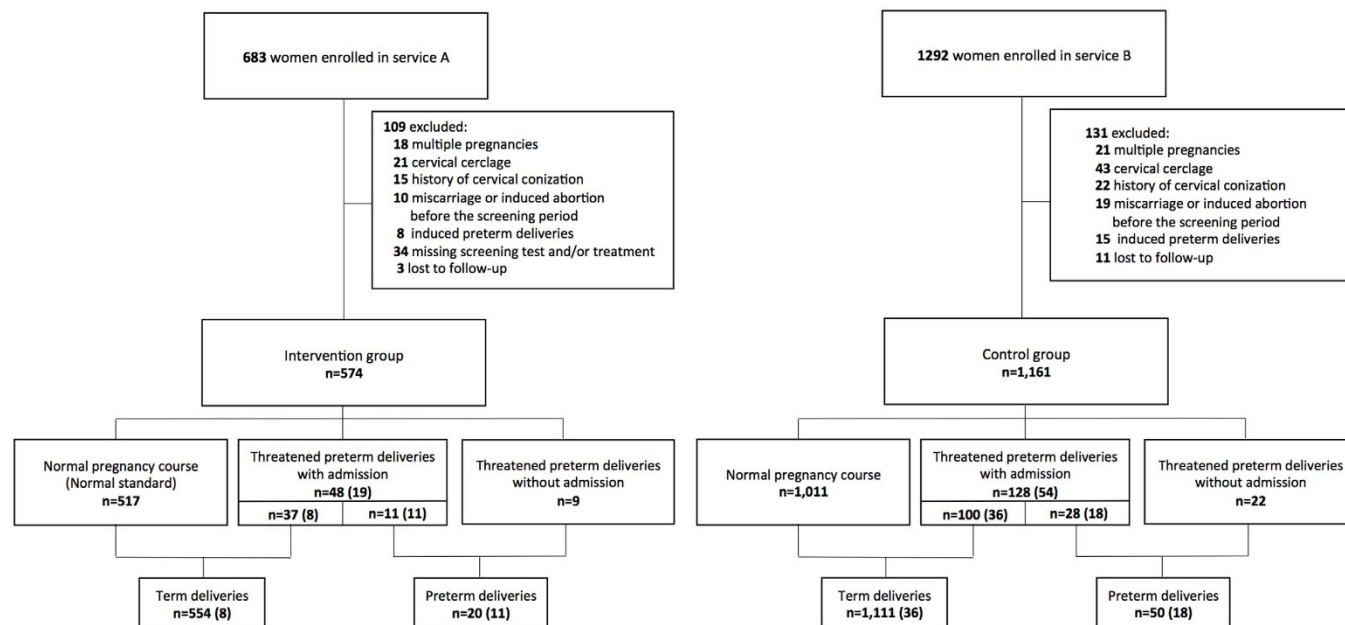 683 women enrolled in service A
109 excluded:
18 multiple pregnancies
21 cervical cerclage
15 history of cervical conization
10 miscarriage or induced abortion
before the screening period
8 induced preterm deliveries
34 missing screening test and/or treatment
3 lost to follow-up
Intervention group
n=574
Normal pregnancy course
(Normal standard)
n=517
Threatened preterm deliveries
with admission
n=48 (19)
n=37 (8)
n=11 (11)
Threatened preterm deliveries
without admission
n=9
Term deliveries
n=554 (8)
Preterm deliveries
n=20 (11)
1292 women enrolled in service B
131 excluded:
21 multiple pregnancies
43 cervical cerclage
22 history of cervical conization
19 miscarriage or induced abortion
before the screening period
15 induced preterm deliveries
11 lost to follow-up
Control group
n=1,161
Normal pregnancy course
n=1,011
Threatened preterm deliveries
with admission
n=128 (54)
n=100 (36)
n=28 (18)
Threatened preterm deliveries
without admission
n=22
Term deliveries
n=1,111 (36)
Preterm deliveries
n=50 (18)